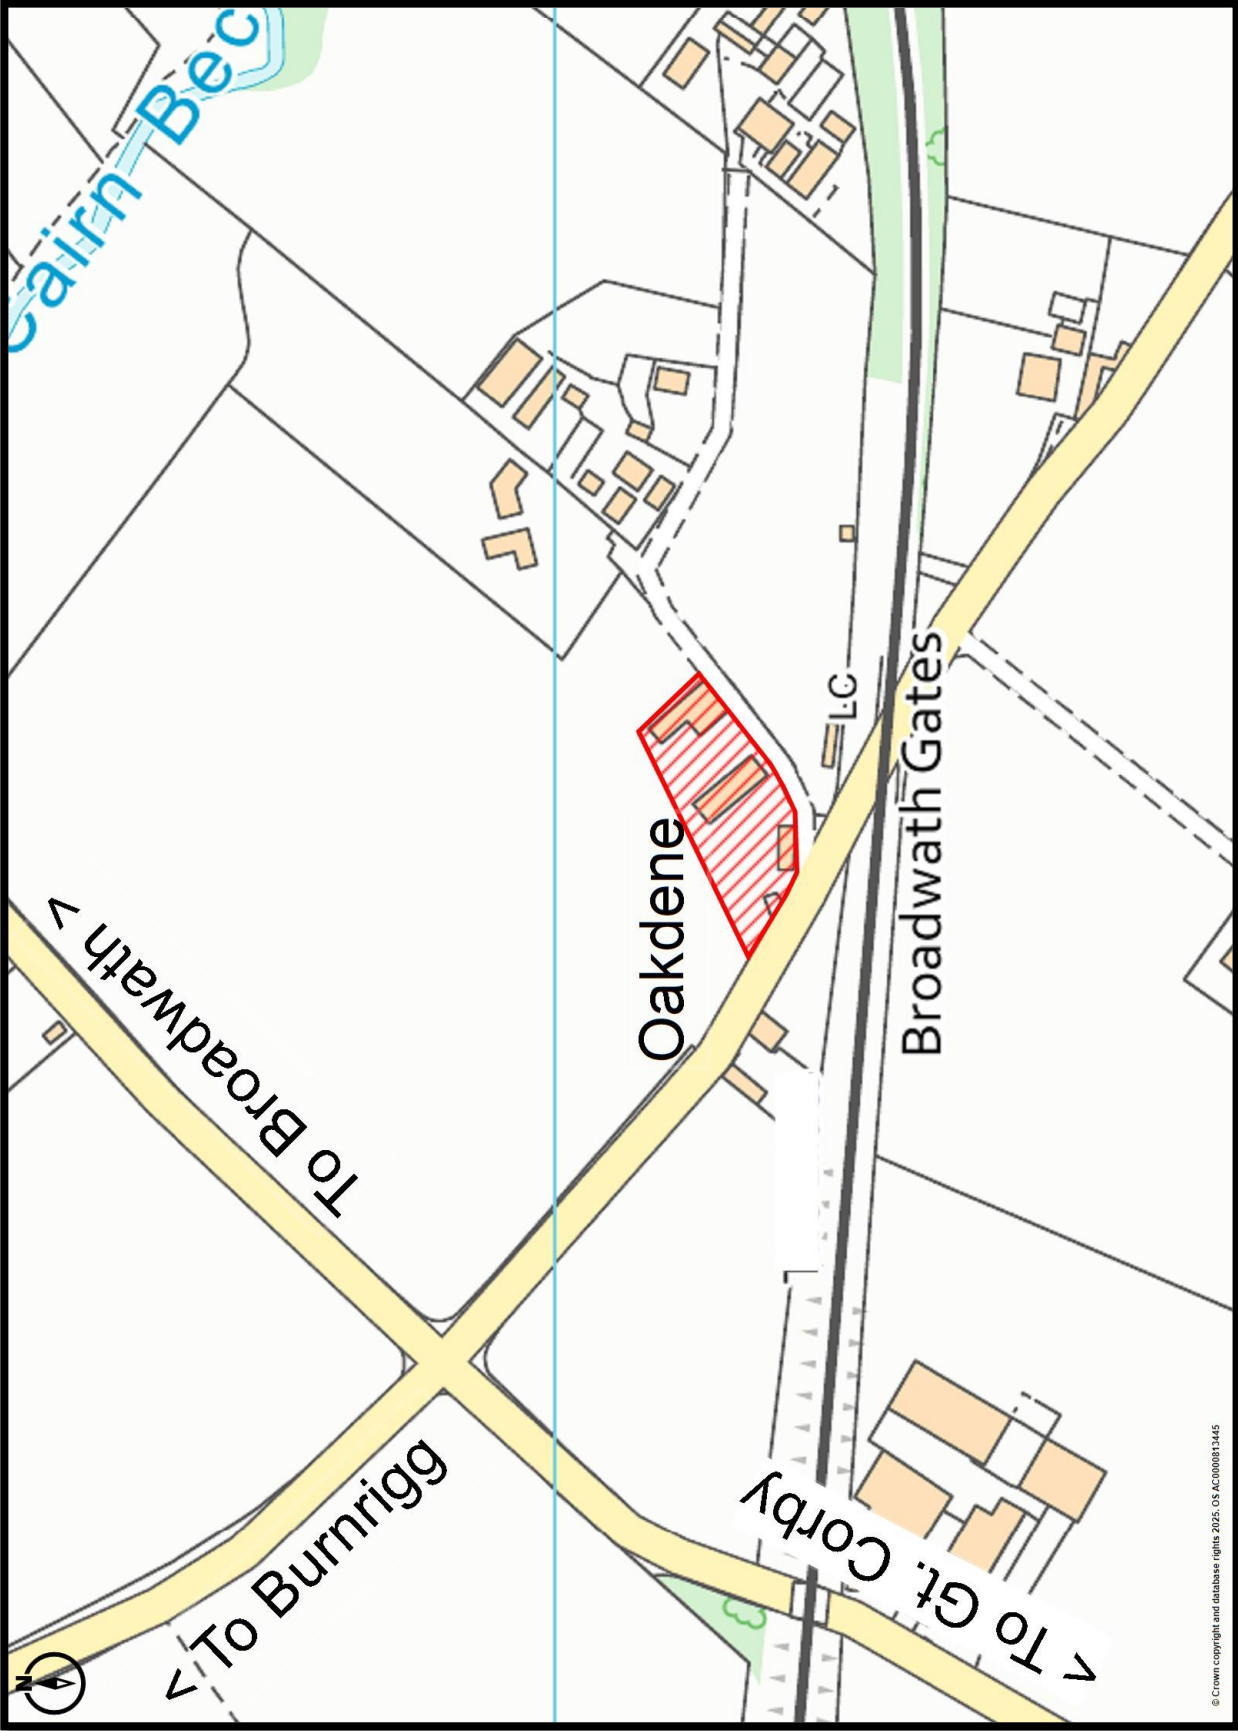 Cairn Bec
Oakdene
LC
Broadwath Gates
To Broadwath >
< To Burnrigg
< To Gt. Corby
N
© Crown copyright and database rights 2025. OS AC0000813445